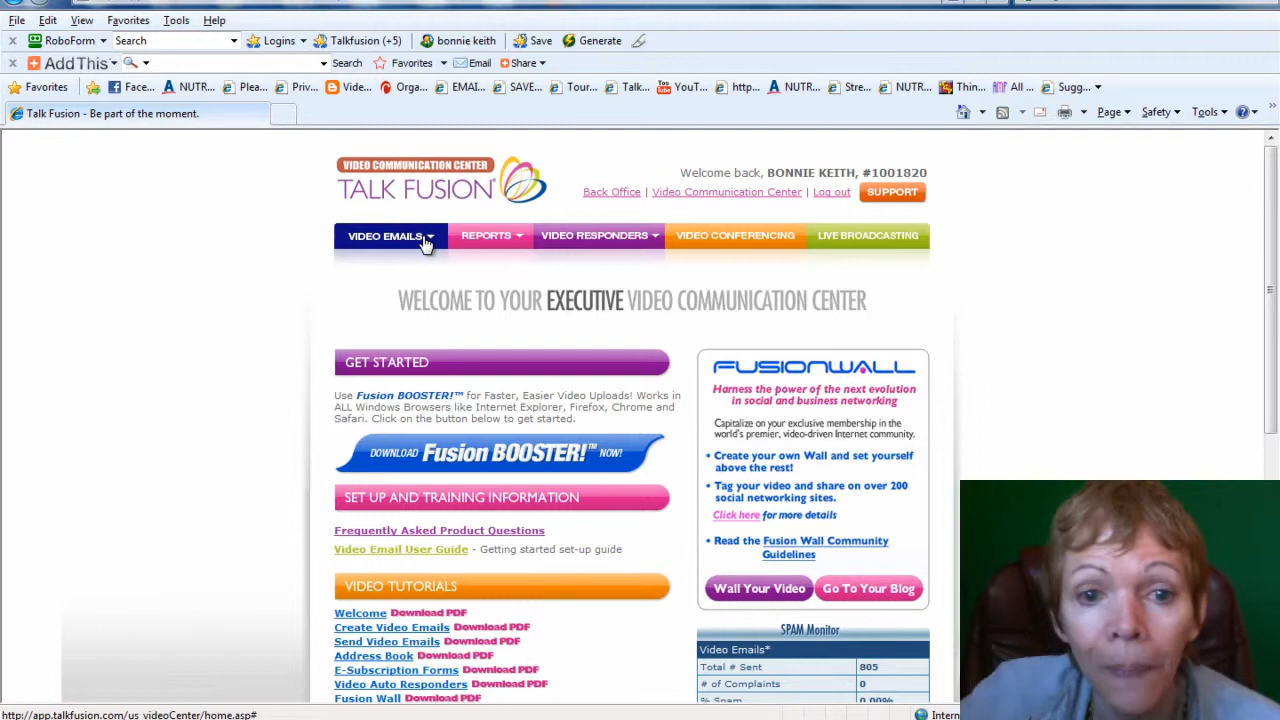 File Edit View Favorites Tools Help
RoboForm Search Logins Talkfusion (+5) bonnie keith Save Generate
Add This Search Favorites Email Share
Favorites Face... NUTR... Plea... Priv... Vide... Orga... EMAI... SAVE... Tour... Talk... YouT... http... NUTR... Stre... NUTR... Thin... All ... Sugg...
Talk Fusion - Be part of the moment. Page Safety Tools
VIDEO COMMUNICATION CENTER
TALK FUSION
Welcome back, BONNIE KEITH, #1001820
Back Office | Video Communication Center | Log out SUPPORT
VIDEO EMAILS REPORTS VIDEO RESPONDERS VIDEO CONFERENCING LIVE BROADCASTING
WELCOME TO YOUR EXECUTIVE VIDEO COMMUNICATION CENTER
GET STARTED
Use Fusion BOOSTER!™ for Faster, Easier Video Uploads! Works in
ALL Windows Browsers like Internet Explorer, Firefox, Chrome and
Safari. Click on the button below to get started.
DOWNLOAD Fusion BOOSTER!™ NOW!
SET UP AND TRAINING INFORMATION
Frequently Asked Product Questions
Video Email User Guide - Getting started set-up guide
VIDEO TUTORIALS
Welcome Download PDF
Create Video Emails Download PDF
Send Video Emails Download PDF
Address Book Download PDF
E-Subscription Forms Download PDF
Video Auto Responders Download PDF
Fusion Wall Download PDF
FUSIONWALL
Harness the power of the next evolution
in social and business networking
Capitalize on your exclusive membership in the
world's premier, video-driven Internet community.
• Create your own Wall and set yourself
above the rest!
• Tag your video and share on over 200
social networking sites.
Click here for more details
• Read the Fusion Wall Community
Guidelines
Wall Your Video Go To Your Blog
SPAM Monitor
Video Emails*
Total # Sent 805
# of Complaints 0
% Spam 0.00%
http://app.talkfusion.com/us_videoCenter/home.asp# Intern